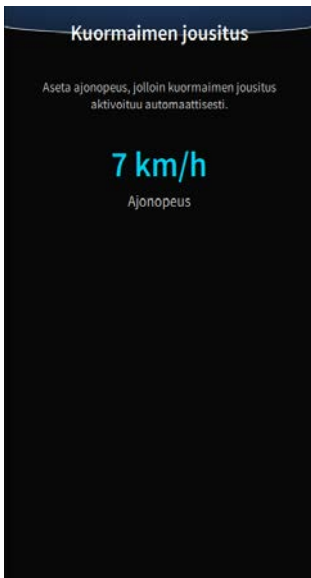 Kuormaimen jousitus
Aseta ajonopeus, jolloin kuormaimen jousitus
aktivoituu automaattisesti.
7 km/h
Ajonopeus